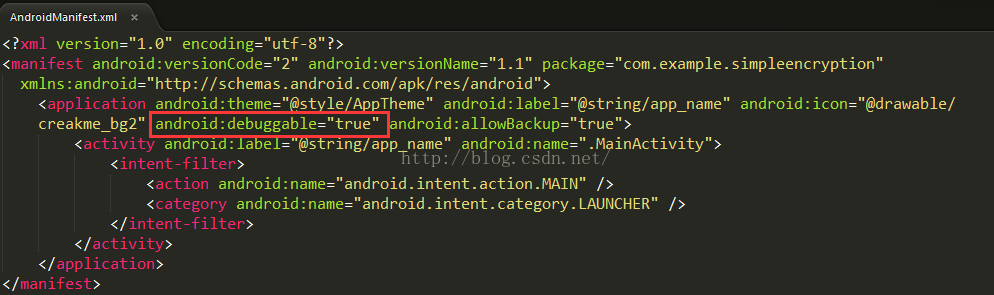 AndroidManifest.xml ×
<?xml version="1.0" encoding="utf-8"?>
<manifest android:versionCode="2" android:versionName="1.1" package="com.example.simpleencryption"
xmlns:android="http://schemas.android.com/apk/res/android">
<application android:theme="@style/AppTheme" android:label="@string/app_name" android:icon="@drawable/
creakme_bg2" android:debuggable="true" android:allowBackup="true">
<activity android:label="@string/app_name" android:name=".MainActivity">
http://blog.csdn.net/
<intent-filter>
<action android:name="android.intent.action.MAIN" />
<category android:name="android.intent.category.LAUNCHER" />
</intent-filter>
</activity>
</application>
</manifest>